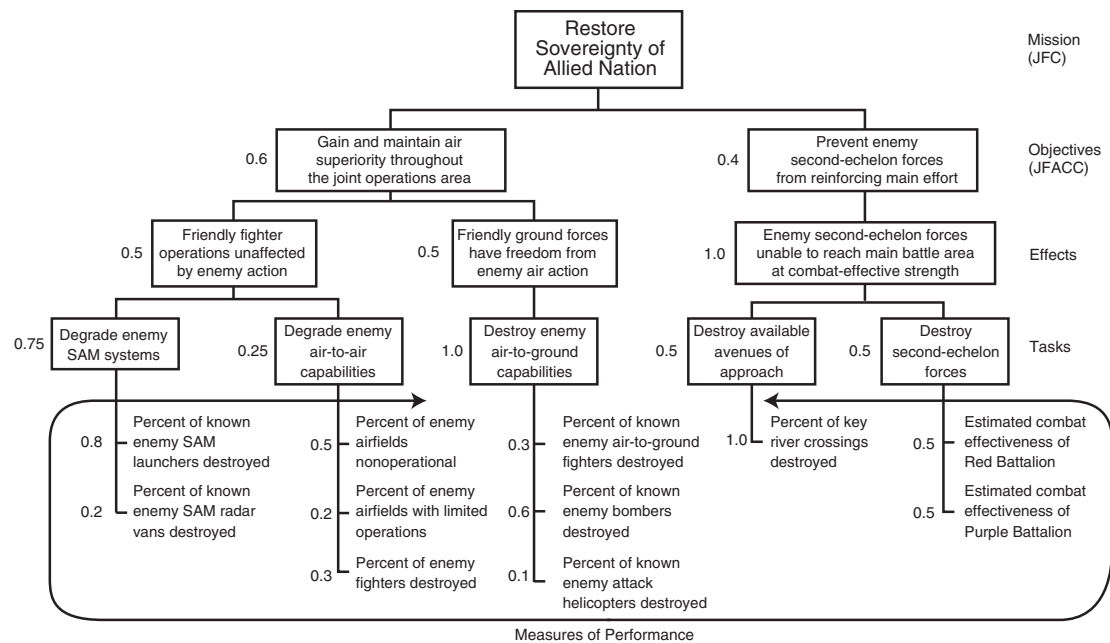 Restore
Sovereignty of
Allied Nation
Mission
(JFC)
0.6
Gain and maintain air
superiority throughout
the joint operations area
0.4
Prevent enemy
second-echelon forces
from reinforcing main effort
Objectives
(JFACC)
0.5
Friendly fighter
operations unaffected
by enemy action
0.5
Friendly ground forces
have freedom from
enemy air action
1.0
Enemy second-echelon forces
unable to reach main battle area
at combat-effective strength
Effects
0.75
Degrade enemy
SAM systems
0.25
Degrade enemy
air-to-air
capabilities
1.0
Destroy enemy
air-to-ground
capabilities
0.5
Destroy available
avenues of
approach
0.5
Destroy
second-echelon
forces
Tasks
0.8
Percent of known
enemy SAM
launchers destroyed
0.2
Percent of known
enemy SAM radar
vans destroyed
0.5
Percent of enemy
airfields
nonoperational
0.2
Percent of enemy
airfields with limited
operations
0.3
Percent of enemy
fighters destroyed
0.3
Percent of known
enemy air-to-ground
fighters destroyed
0.6
Percent of known
enemy bombers
destroyed
0.1
Percent of known
enemy attack
helicopters destroyed
1.0
Percent of key
river crossings
destroyed
0.5
Estimated combat
effectiveness of
Red Battalion
0.5
Estimated combat
effectiveness of
Purple Battalion
Measures of Performance